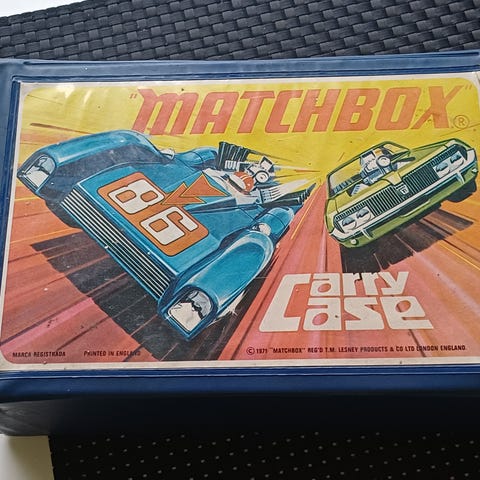 "MATCHBOX"®
86
Carry
Case
MARCA REGISTRADA PRINTED IN ENGLAND
© 1971 "MATCHBOX" REG'D T.M. LESNEY PRODUCTS & CO LTD LONDON ENGLAND.